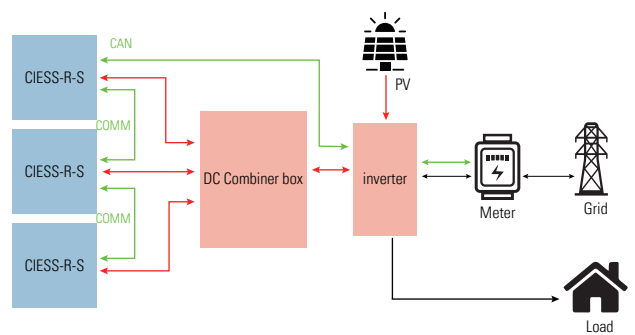 CAN
CIESS-R-S
PV
COMM
CIESS-R-S
DC Combiner box
inverter
Meter
Grid
COMM
CIESS-R-S
Load